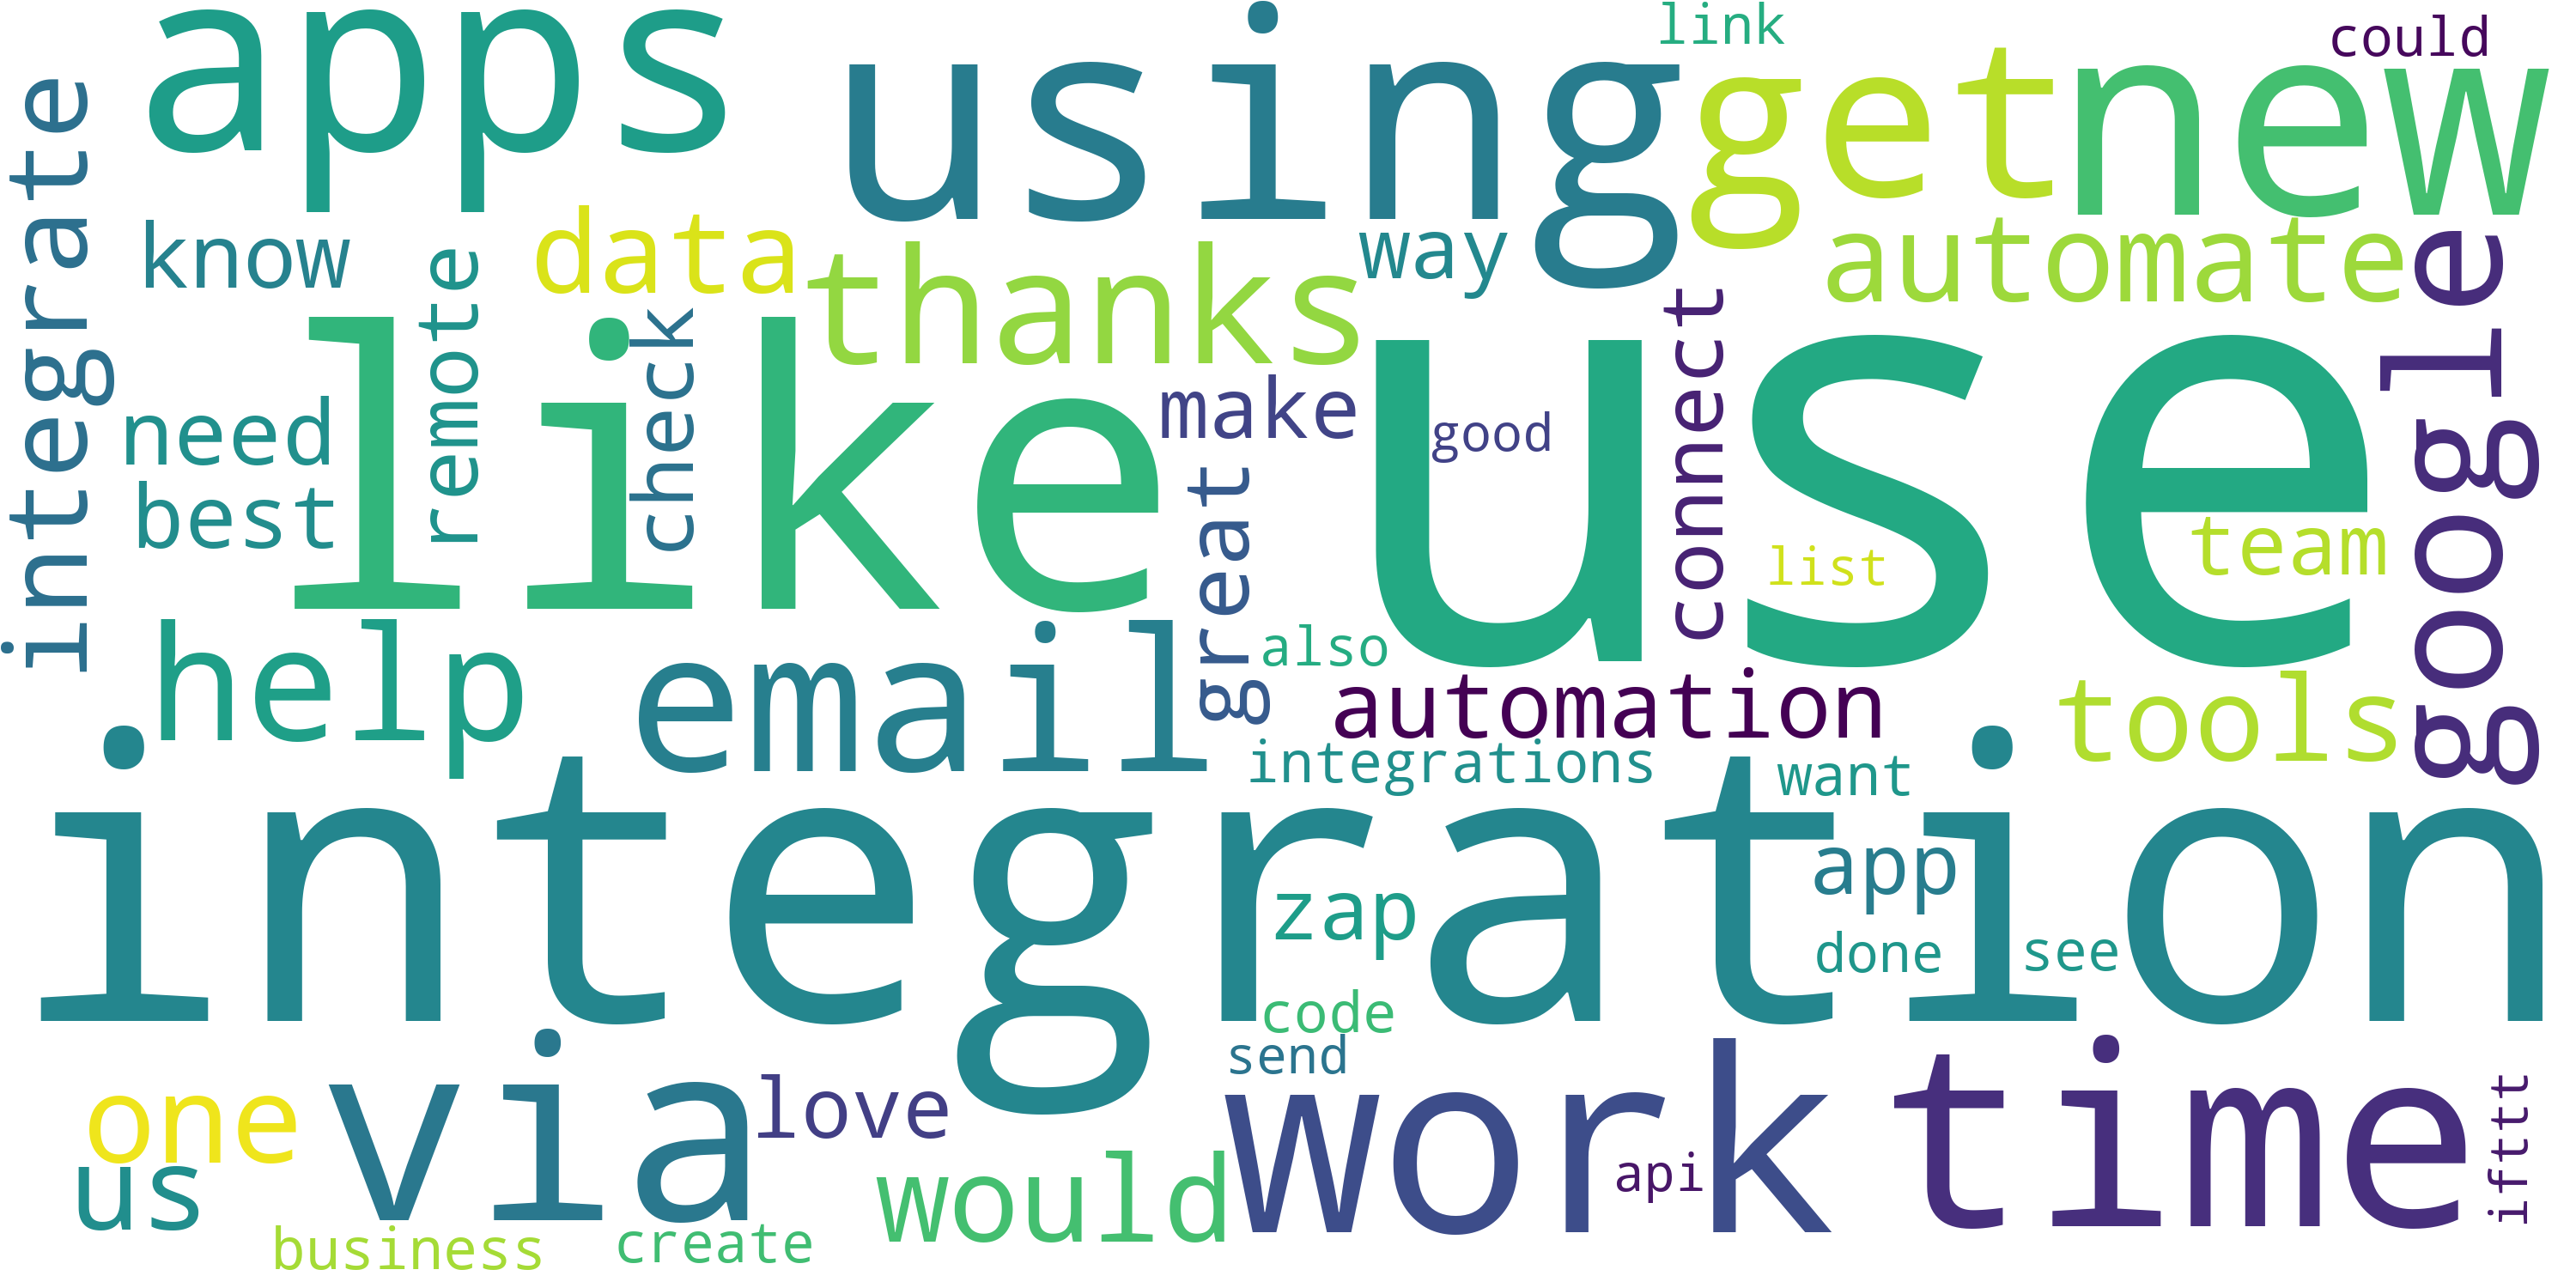 apps
using
link
could
get
new
integrate
know
remote
data
thanks
way
automate
google
like
check
make
good
connect
use
need
best
great
list
team
help
email
also
automation
tools
integrations
want
integration
zap
app
done
see
code
send
one
via
love
would
work
api
time
ifttt
us
business
create